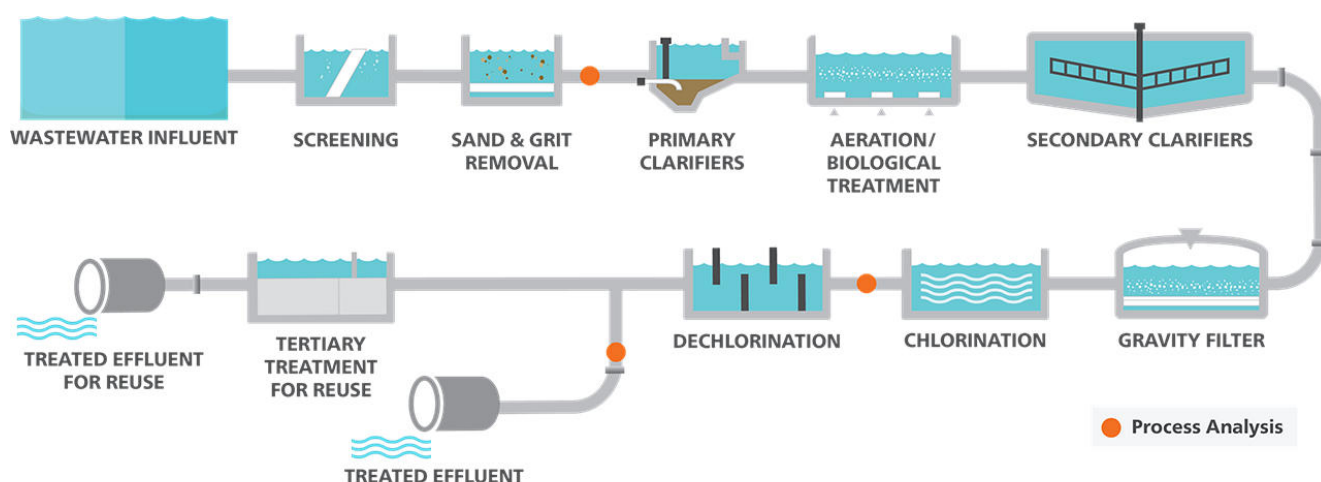 WASTEWATER INFLUENT
SCREENING
SAND & GRIT
REMOVAL
PRIMARY
CLARIFIERS
AERATION/
BIOLOGICAL
TREATMENT
SECONDARY CLARIFIERS
TREATED EFFLUENT
FOR REUSE
TERTIARY
TREATMENT
FOR REUSE
TREATED EFFLUENT
DECHLORINATION
CHLORINATION
GRAVITY FILTER
Process Analysis